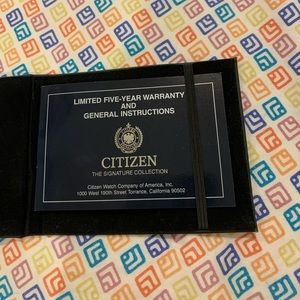 LIMITED FIVE-YEAR WARRANTY
AND
GENERAL INSTRUCTIONS
CITIZEN
THE SIGNATURE COLLECTION
Citizen Watch Company of America, Inc.
1000 West 190th Street Torrance, California 90502